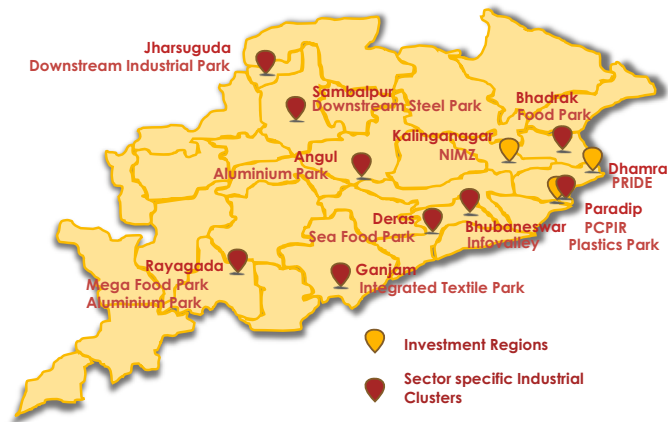 Jharsuguda
Downstream Industrial Park
Sambalpur
Downstream Steel Park
Bhadrak
Food Park
Kalinganagar
NIMZ
Angul
Aluminium Park
Dhamra
PRIDE
Paradip
PCPIR
Plastics Park
Deras
Sea Food Park
Bhubaneswar
Infovalley
Rayagada
Mega Food Park
Aluminium Park
Ganjam
Integrated Textile Park
Investment Regions
Sector specific Industrial
Clusters